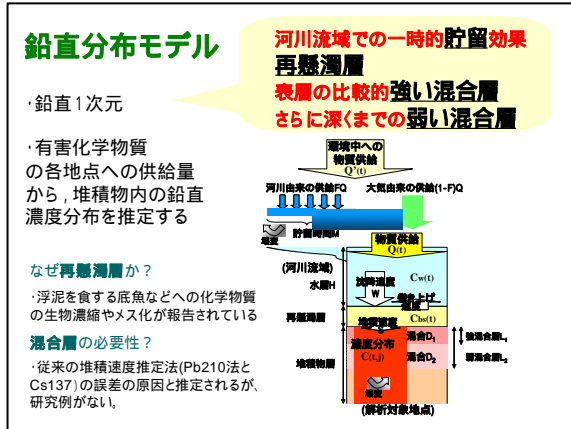 鉛直分布モデル
河川流域での一時的貯留効果
再懸濁層
表層の比較的強い混合層
さらに深くまでの弱い混合層
・鉛直1次元
・有害化学物質
の各地点への供給量
から，堆積物内の鉛直
濃度分布を推定する
なぜ再懸濁層か？
・浮泥を食する底魚などへの化学物質
の生物濃縮やメス化が報告されている
混合層の必要性？
・従来の堆積速度推定法(Pb210法と
Cs137)の誤差の原因と推定されるが、
研究例がない。
環境中への
物質供給
Q'(t)
河川由来の供給FQ
大気由来の供給(1-F)Q
貯留時間M
壊変
物質供給
Q(t)
(河川流域)
水層H
沈降速度
W
Cw(t)
巻き上げ
速度
再懸濁層
Cbs(t)
堆積速度
S
濃度分布
C(t,j)
混合D1
強混合層L1
混合D2
弱混合層L2
堆積物層
壊変
(解析対象地点)